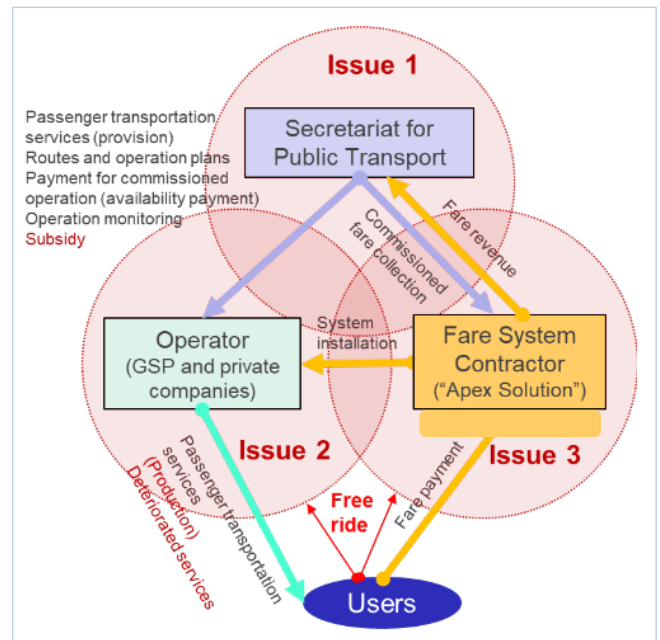 Issue 1
Passenger transportation
services (provision)
Routes and operation plans
Payment for commissioned
operation (availability payment)
Operation monitoring
Subsidy
Secretariat for
Public Transport
Commissioned
fare collection
Fare revenue
Operator
(GSP and private
companies)
System
installation
Fare System
Contractor
("Apex Solution")
Issue 2
Issue 3
Passenger transportation
services
(Production)
Deteriorated services
Free
ride
Fare payment
Users